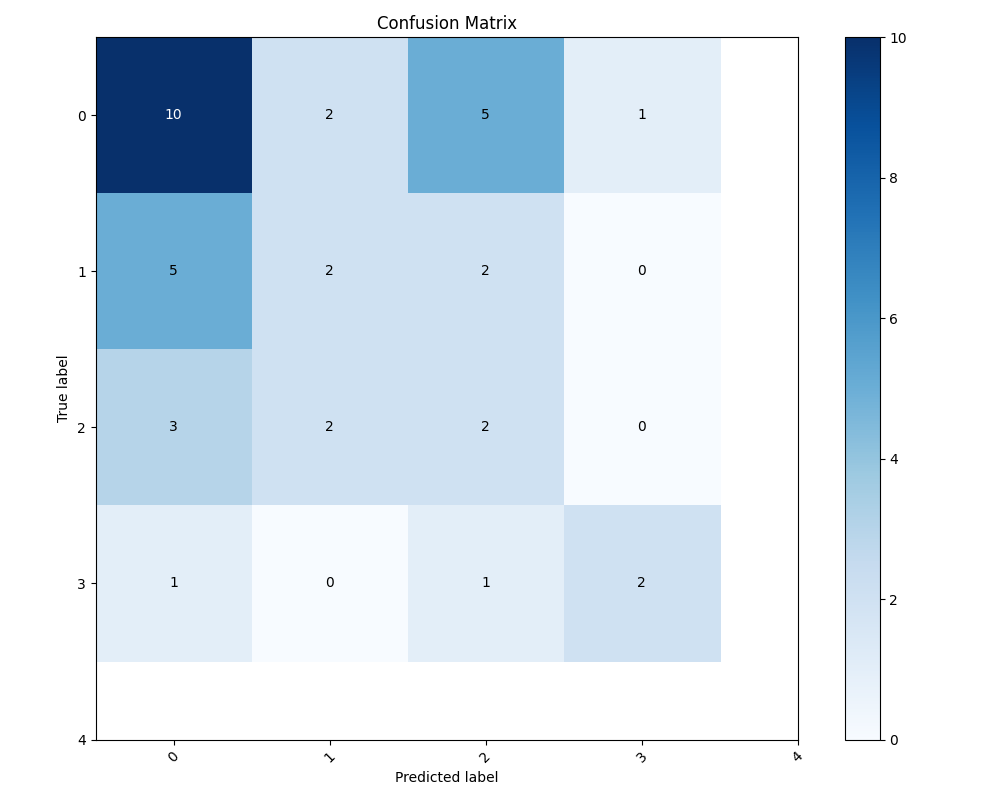 Confusion Matrix
10
0 10 2 5 1
8
1 5 2 2 0
6
True label
4
2 3 2 2 0
2
3 1 0 1 2
4 0
0 1 2 3 4
Predicted label